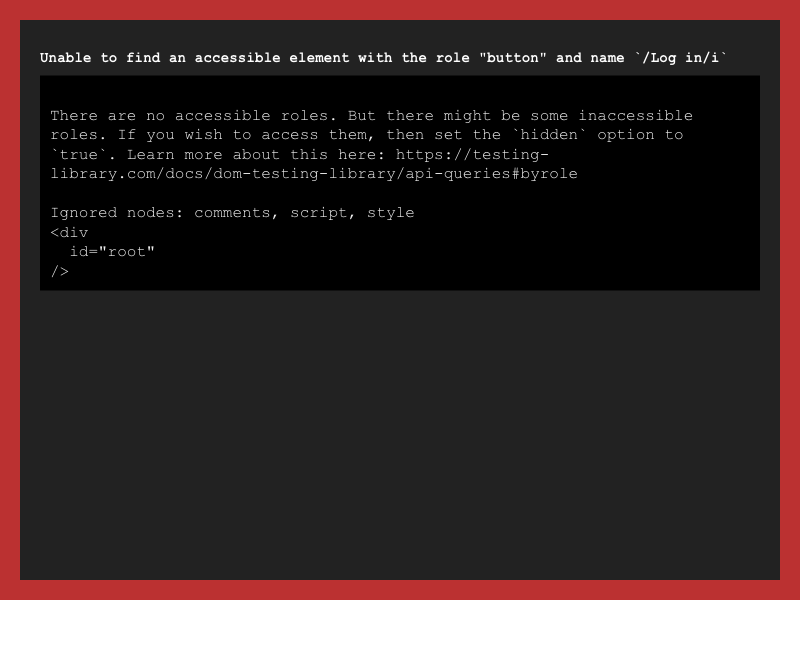 Unable to find an accessible element with the role "button" and name `/Log in/i`
There are no accessible roles. But there might be some inaccessible
roles. If you wish to access them, then set the `hidden` option to
`true`. Learn more about this here: https://testing-
library.com/docs/dom-testing-library/api-queries#byrole
Ignored nodes: comments, script, style
<div
  id="root"
/>